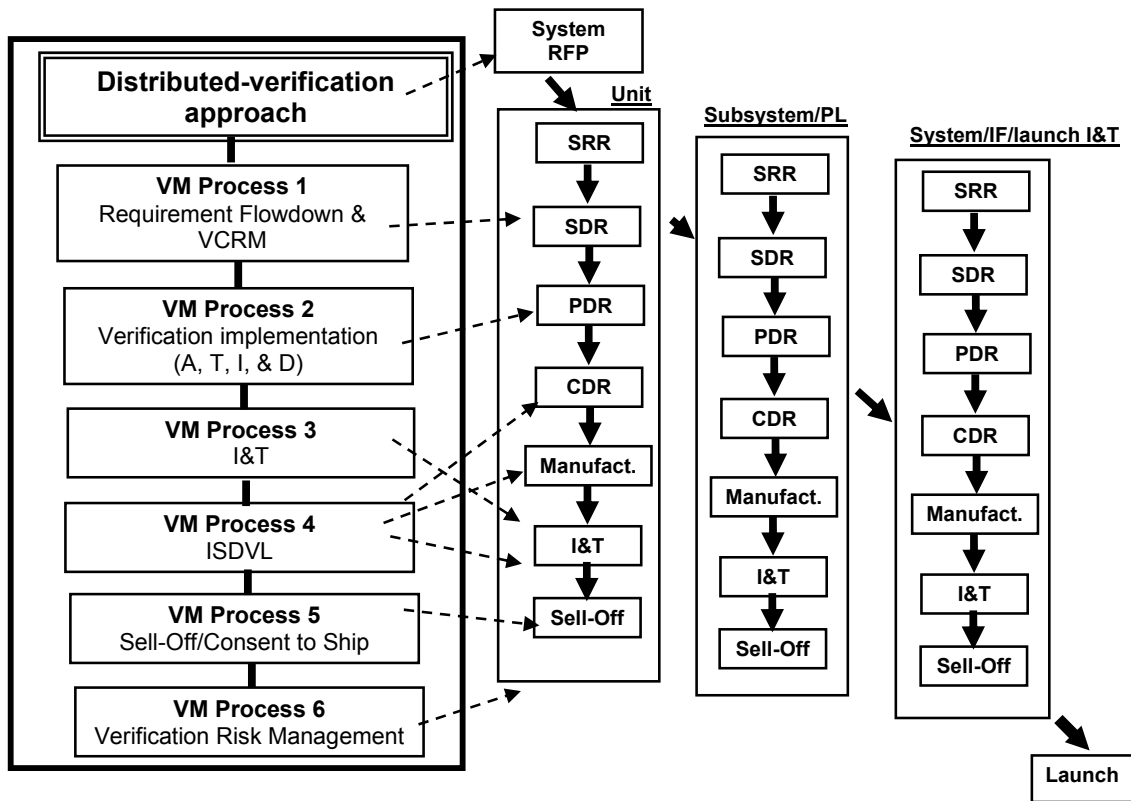 Distributed-verification
approach
VM Process 1
Requirement Flowdown &
VCRM
VM Process 2
Verification implementation
(A, T, I, & D)
VM Process 3
I&T
VM Process 4
ISDVL
VM Process 5
Sell-Off/Consent to Ship
VM Process 6
Verification Risk Management
System
RFP
Unit
SRR
SDR
PDR
CDR
Manufact.
I&T
Sell-Off
Subsystem/PL
SRR
SDR
PDR
CDR
Manufact.
I&T
Sell-Off
System/IF/launch I&T
SRR
SDR
PDR
CDR
Manufact.
I&T
Sell-Off
Launch